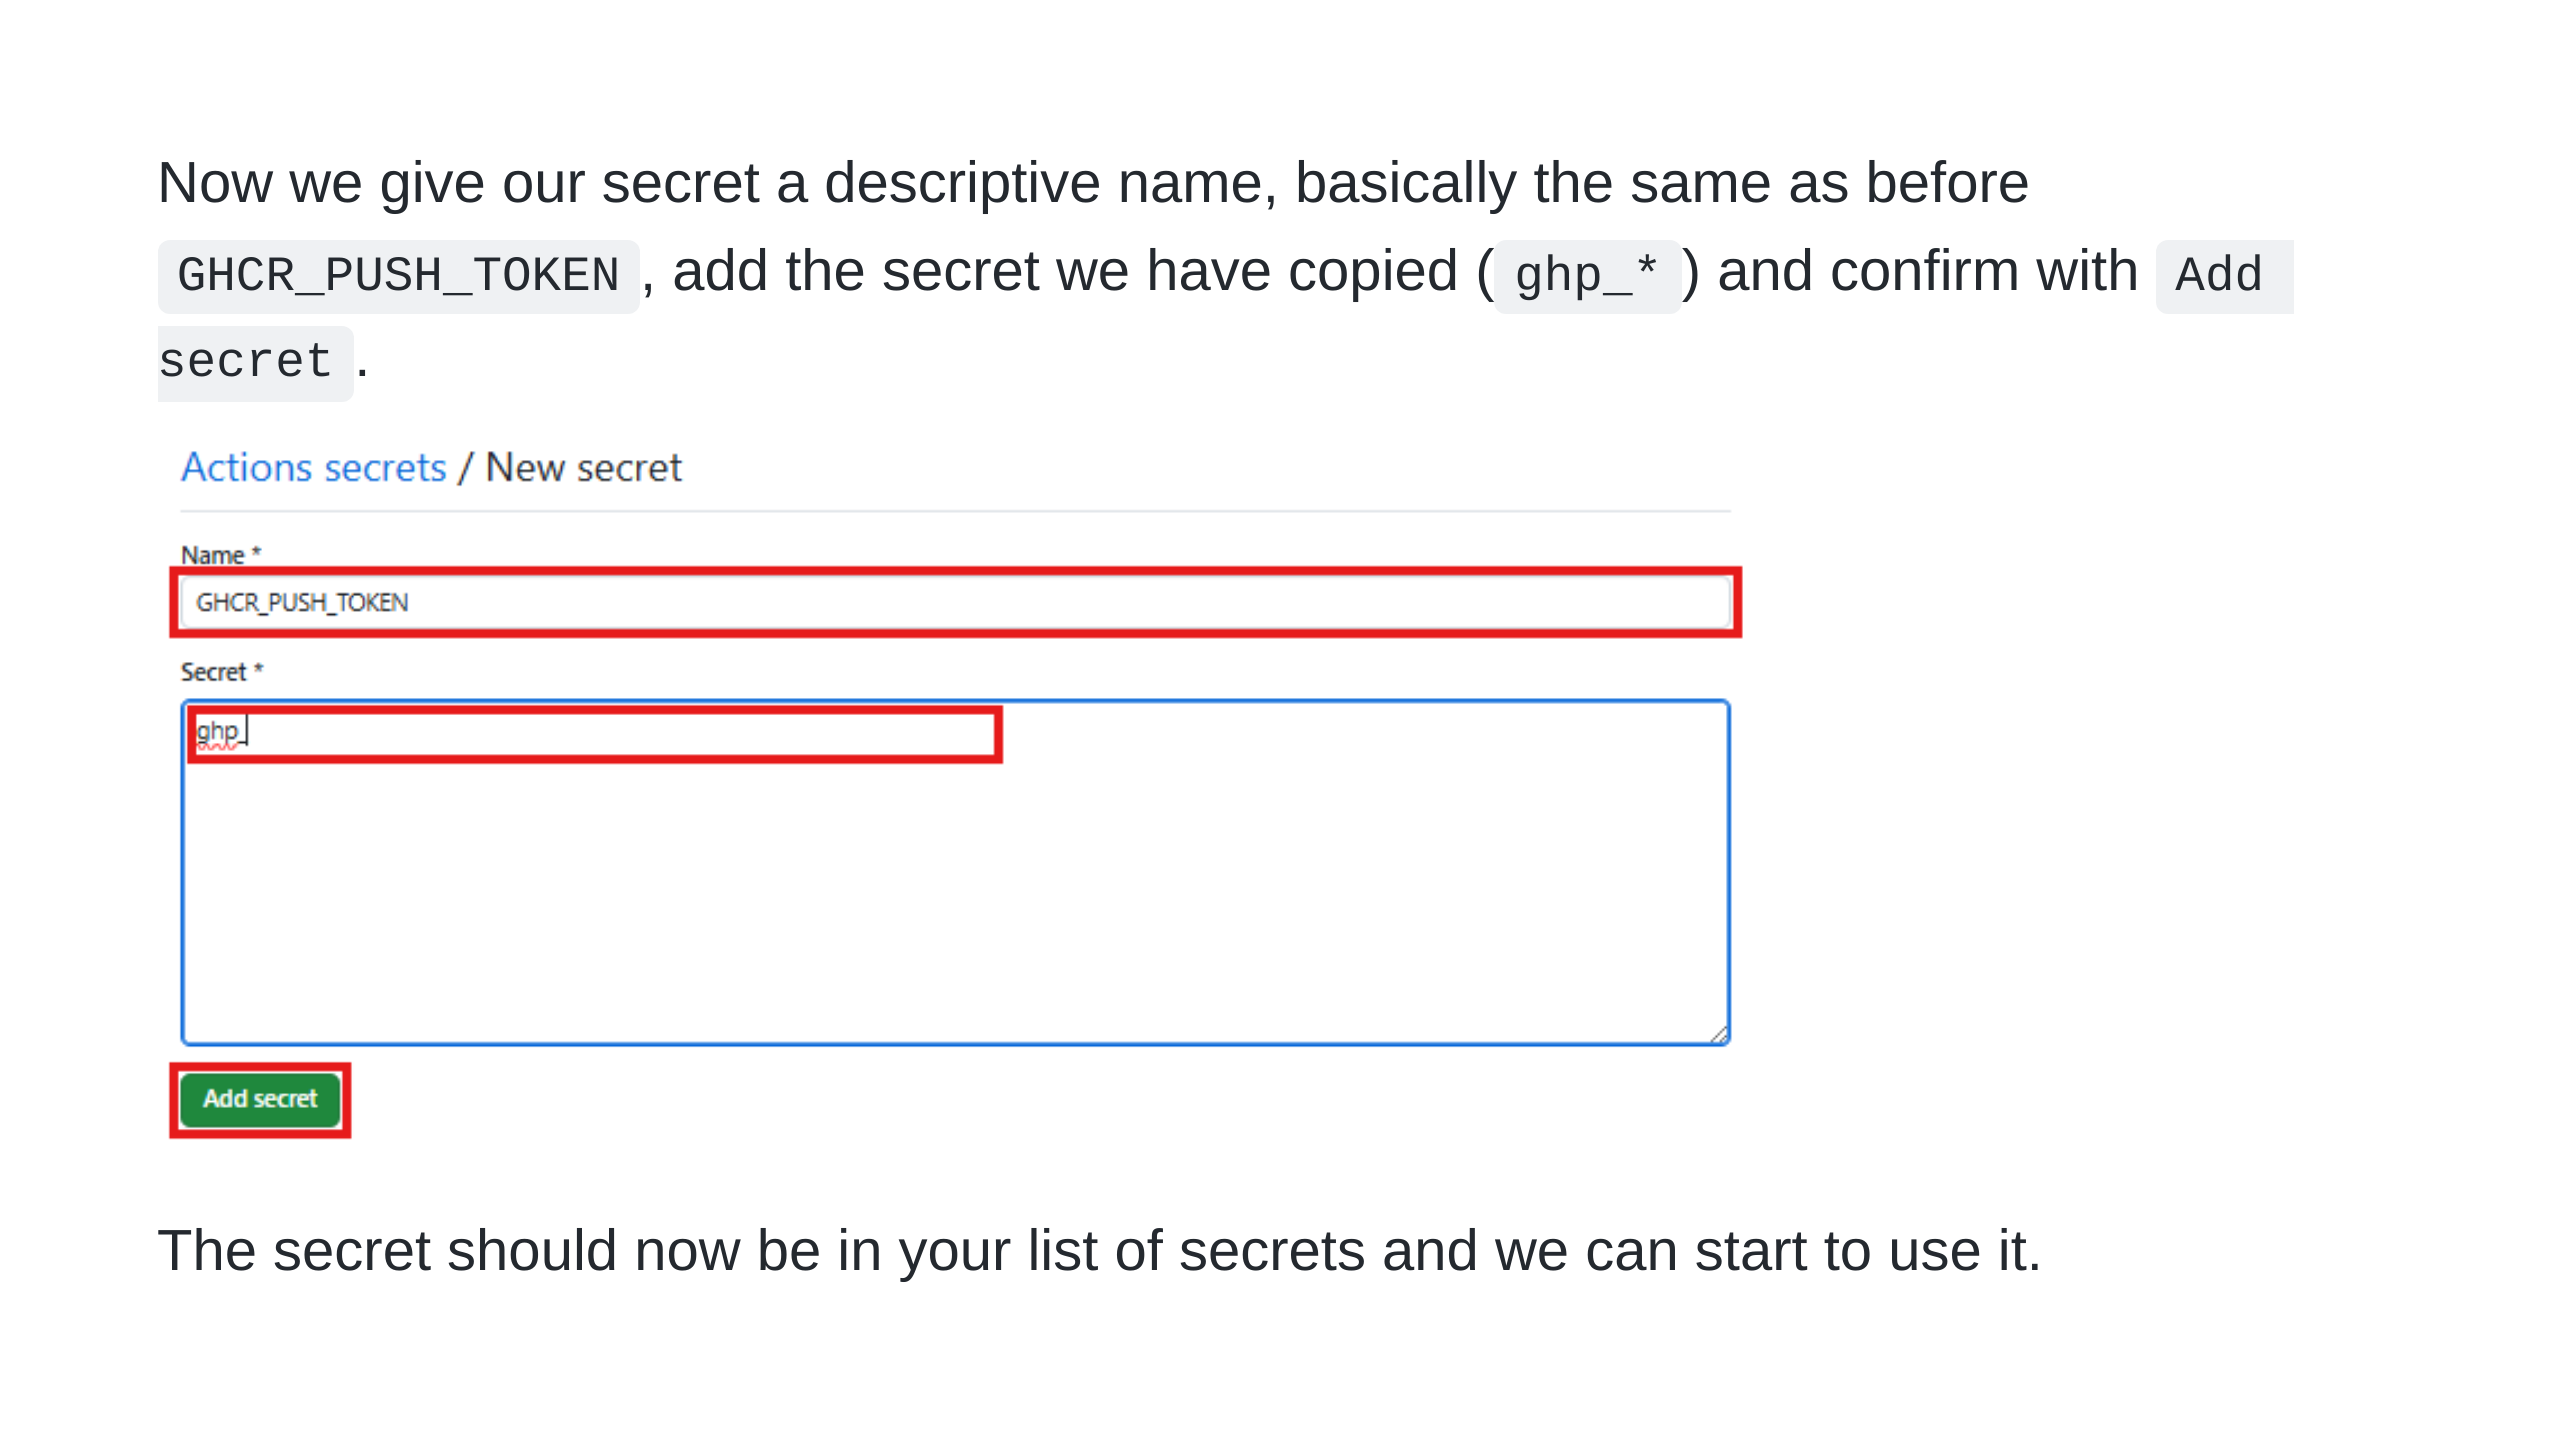 Now we give our secret a descriptive name, basically the same as before
GHCR_PUSH_TOKEN, add the secret we have copied (ghp_*) and confirm with Add
secret.
Actions secrets / New secret
Name *
GHCR_PUSH_TOKEN
Secret *
ghp_
Add secret
The secret should now be in your list of secrets and we can start to use it.